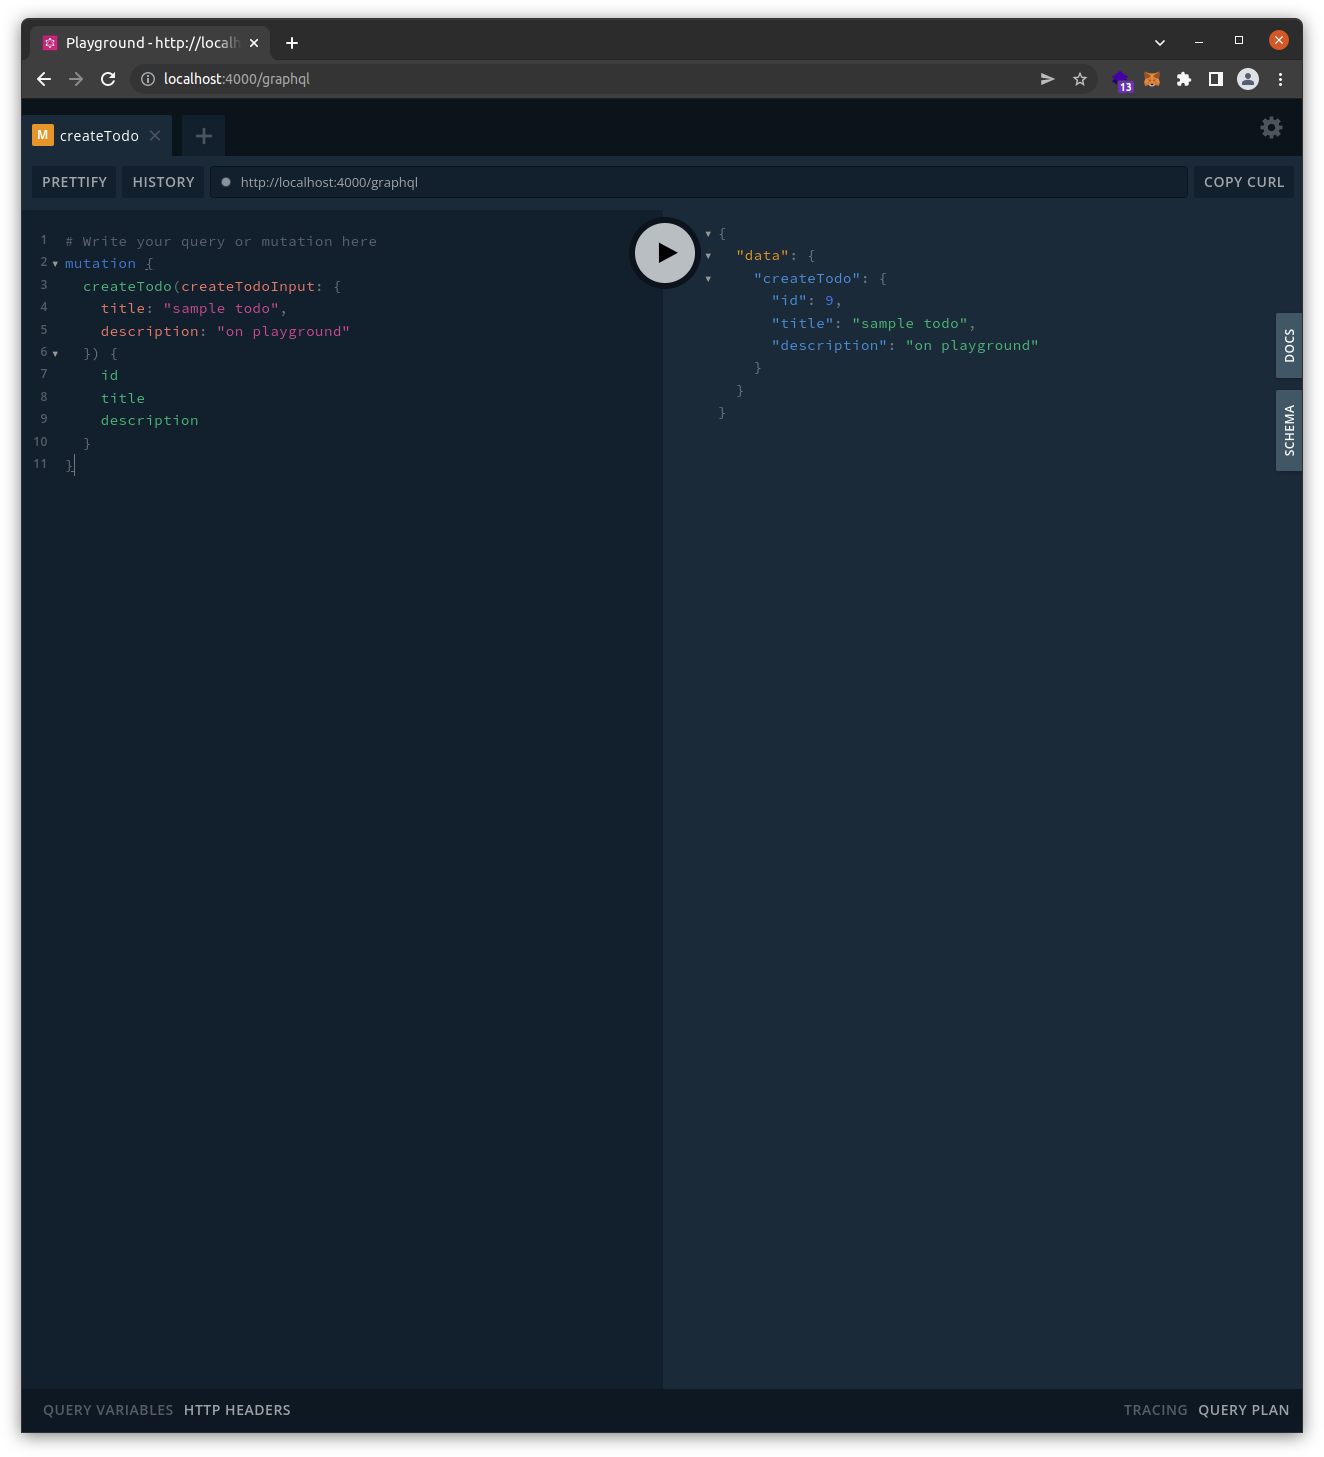 Playground - http://localh
localhost:4000/graphql
13
M createTodo
PRETTIFY HISTORY http://localhost:4000/graphql COPY CURL
1 # Write your query or mutation here
2 mutation {
3 createTodo(createTodoInput: {
4 title: "sample todo",
5 description: "on playground"
6 }) {
7 id
8 title
9 description
10 }
11 }
{
"data": {
"createTodo": {
"id": 9,
"title": "sample todo",
"description": "on playground"
}
}
}
DOCS
SCHEMA
QUERY VARIABLES HTTP HEADERS
TRACING QUERY PLAN